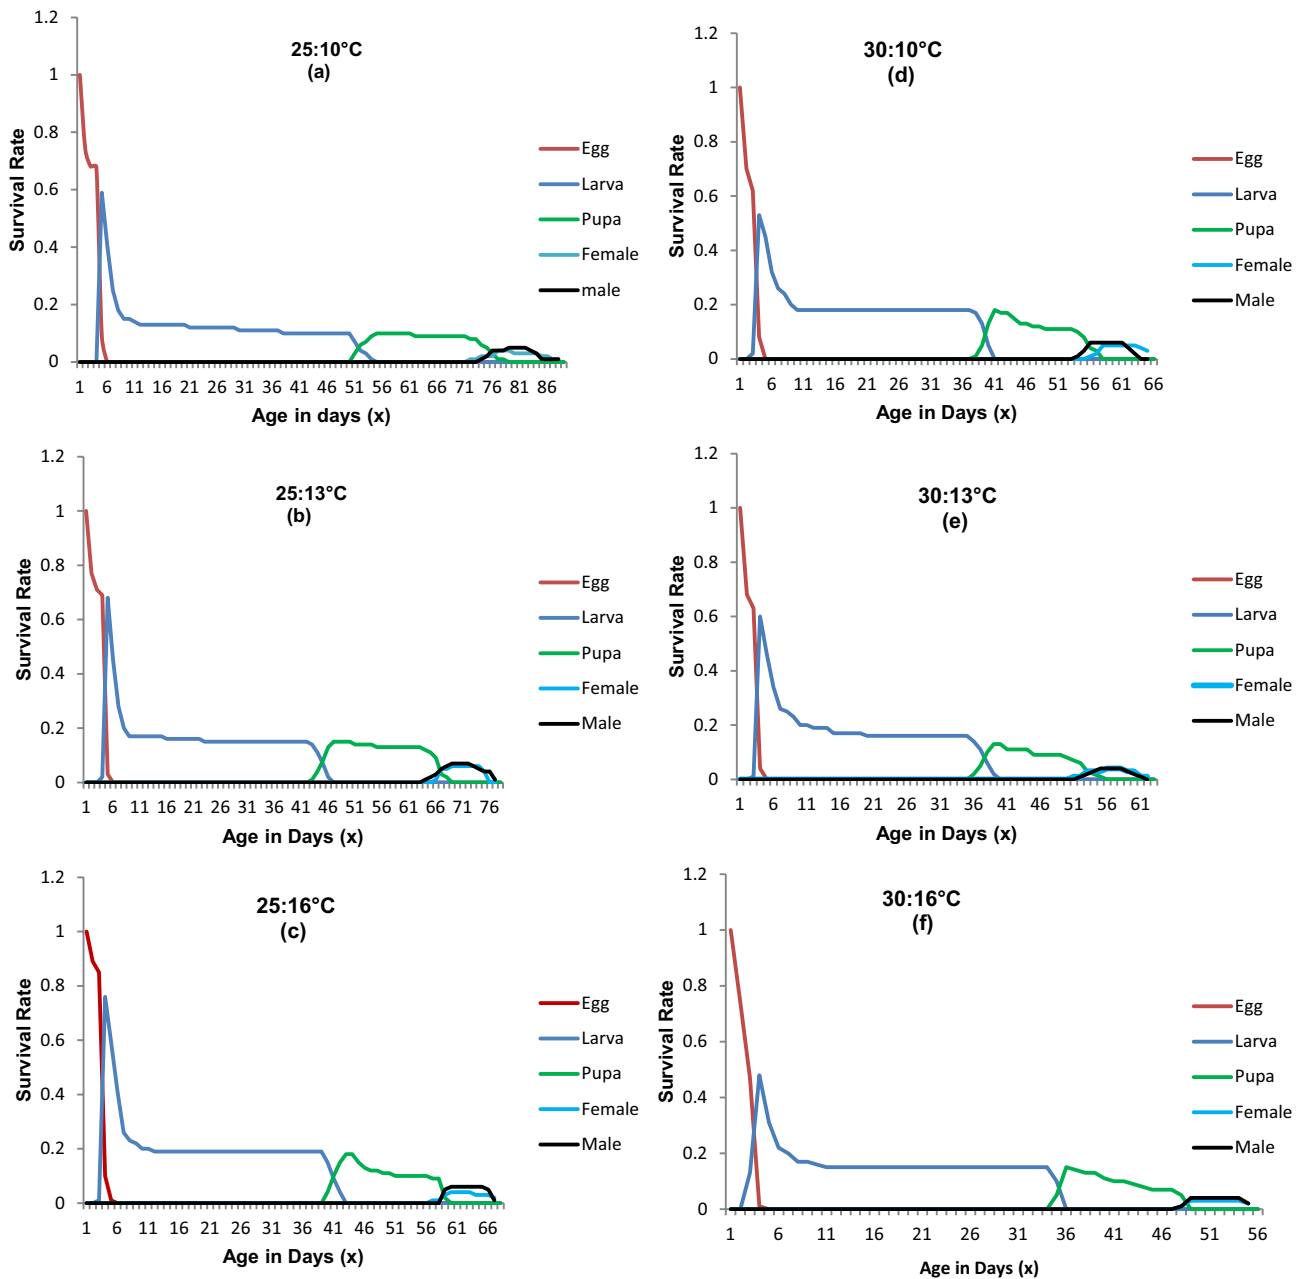 25:10°C
(a)
1.2
1
0.8
0.6
0.4
0.2
0
Survival Rate
1 6 11 16 21 26 31 36 41 46 51 56 61 66 71 76 81 86
Age in days (x)
Egg
Larva
Pupa
Female
male
30:10°C
(d)
1.2
1
0.8
0.6
0.4
0.2
0
Survival Rate
1 6 11 16 21 26 31 36 41 46 51 56 61 66
Age in Days (x)
Egg
Larva
Pupa
Female
Male
25:13°C
(b)
1.2
1
0.8
0.6
0.4
0.2
0
Survival Rate
1 6 11 16 21 26 31 36 41 46 51 56 61 66 71 76
Age in Days (x)
Egg
Larva
Pupa
Female
Male
30:13°C
(e)
1.2
1
0.8
0.6
0.4
0.2
0
Survival Rate
1 6 11 16 21 26 31 36 41 46 51 56 61
Age in Days (x)
Egg
Larva
Pupa
Female
Male
25:16°C
(c)
1.2
1
0.8
0.6
0.4
0.2
0
Survival Rate
1 6 11 16 21 26 31 36 41 46 51 56 61 66
Age in Days (x)
Egg
Larva
Pupa
Female
Male
30:16°C
(f)
1.2
1
0.8
0.6
0.4
0.2
0
Survival Rate
1 6 11 16 21 26 31 36 41 46 51 56
Age in Days (x)
Egg
Larva
Pupa
Female
Male